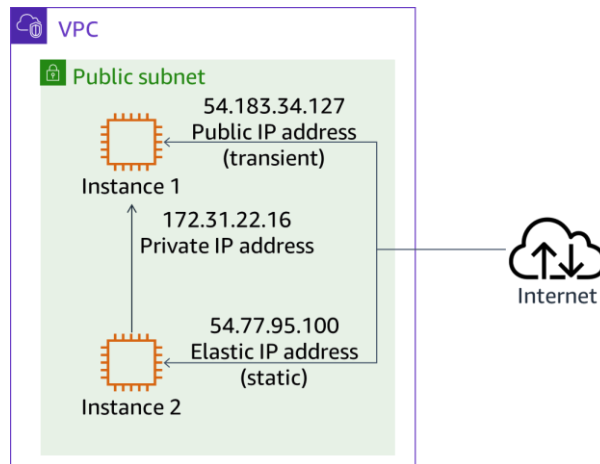 VPC
Public subnet
54.183.34.127
Public IP address
(transient)
Instance 1
172.31.22.16
Private IP address
Internet
54.77.95.100
Elastic IP address
(static)
Instance 2